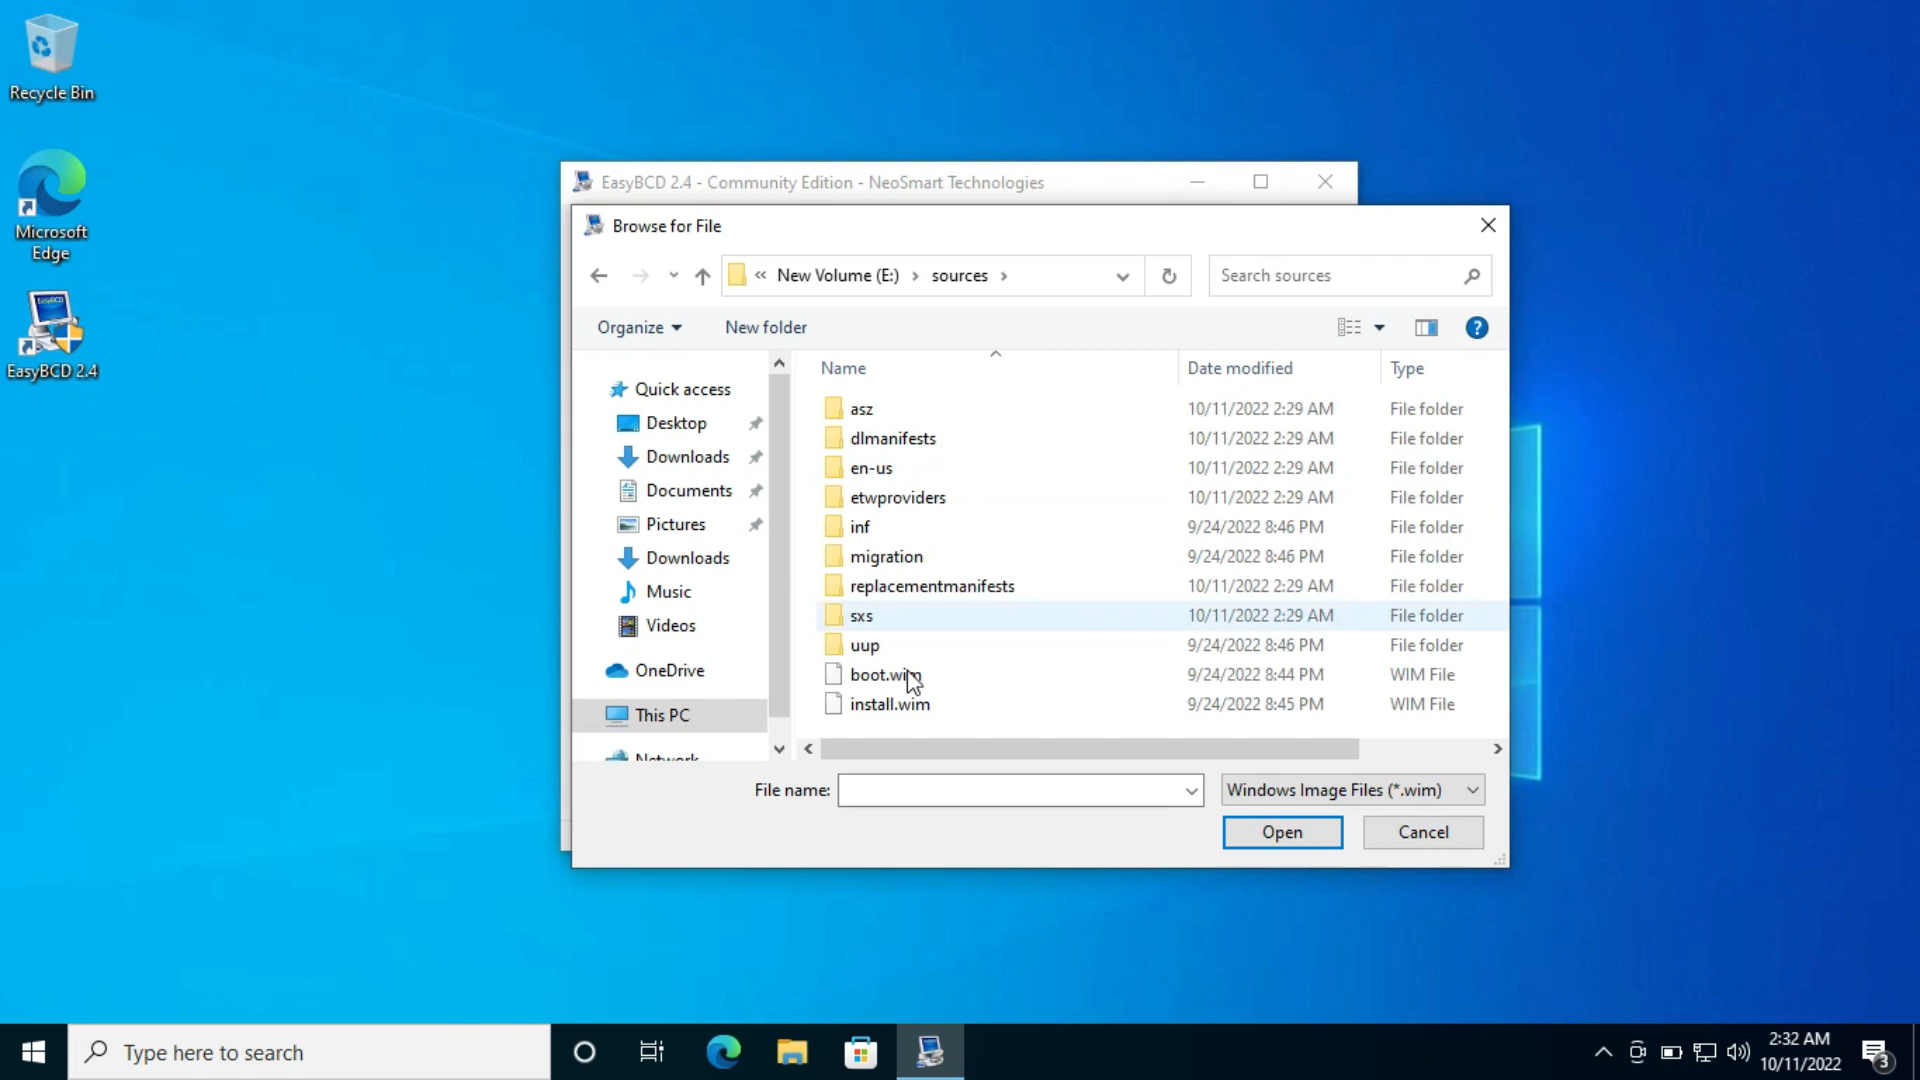 Recycle Bin
Microsoft
Edge
EasyBCD
EasyBCD 2.4
EasyBCD 2.4 - Community Edition - NeoSmart Technologies
Browse for File
« New Volume (E:) › sources ›
Search sources
Organize
New folder
?
Name
Date modified
Type
Quick access
Desktop
Downloads
Documents
Pictures
Downloads
Music
Videos
OneDrive
This PC
Network
asz 10/11/2022 2:29 AM File folder
dlmanifests 10/11/2022 2:29 AM File folder
en-us 10/11/2022 2:29 AM File folder
etwproviders 10/11/2022 2:29 AM File folder
inf 9/24/2022 8:46 PM File folder
migration 9/24/2022 8:46 PM File folder
replacementmanifests 10/11/2022 2:29 AM File folder
sxs 10/11/2022 2:29 AM File folder
uup 9/24/2022 8:46 PM File folder
boot.wim 9/24/2022 8:44 PM WIM File
install.wim 9/24/2022 8:45 PM WIM File
File name:
Windows Image Files (*.wim)
Open
Cancel
Type here to search
2:32 AM
10/11/2022
3